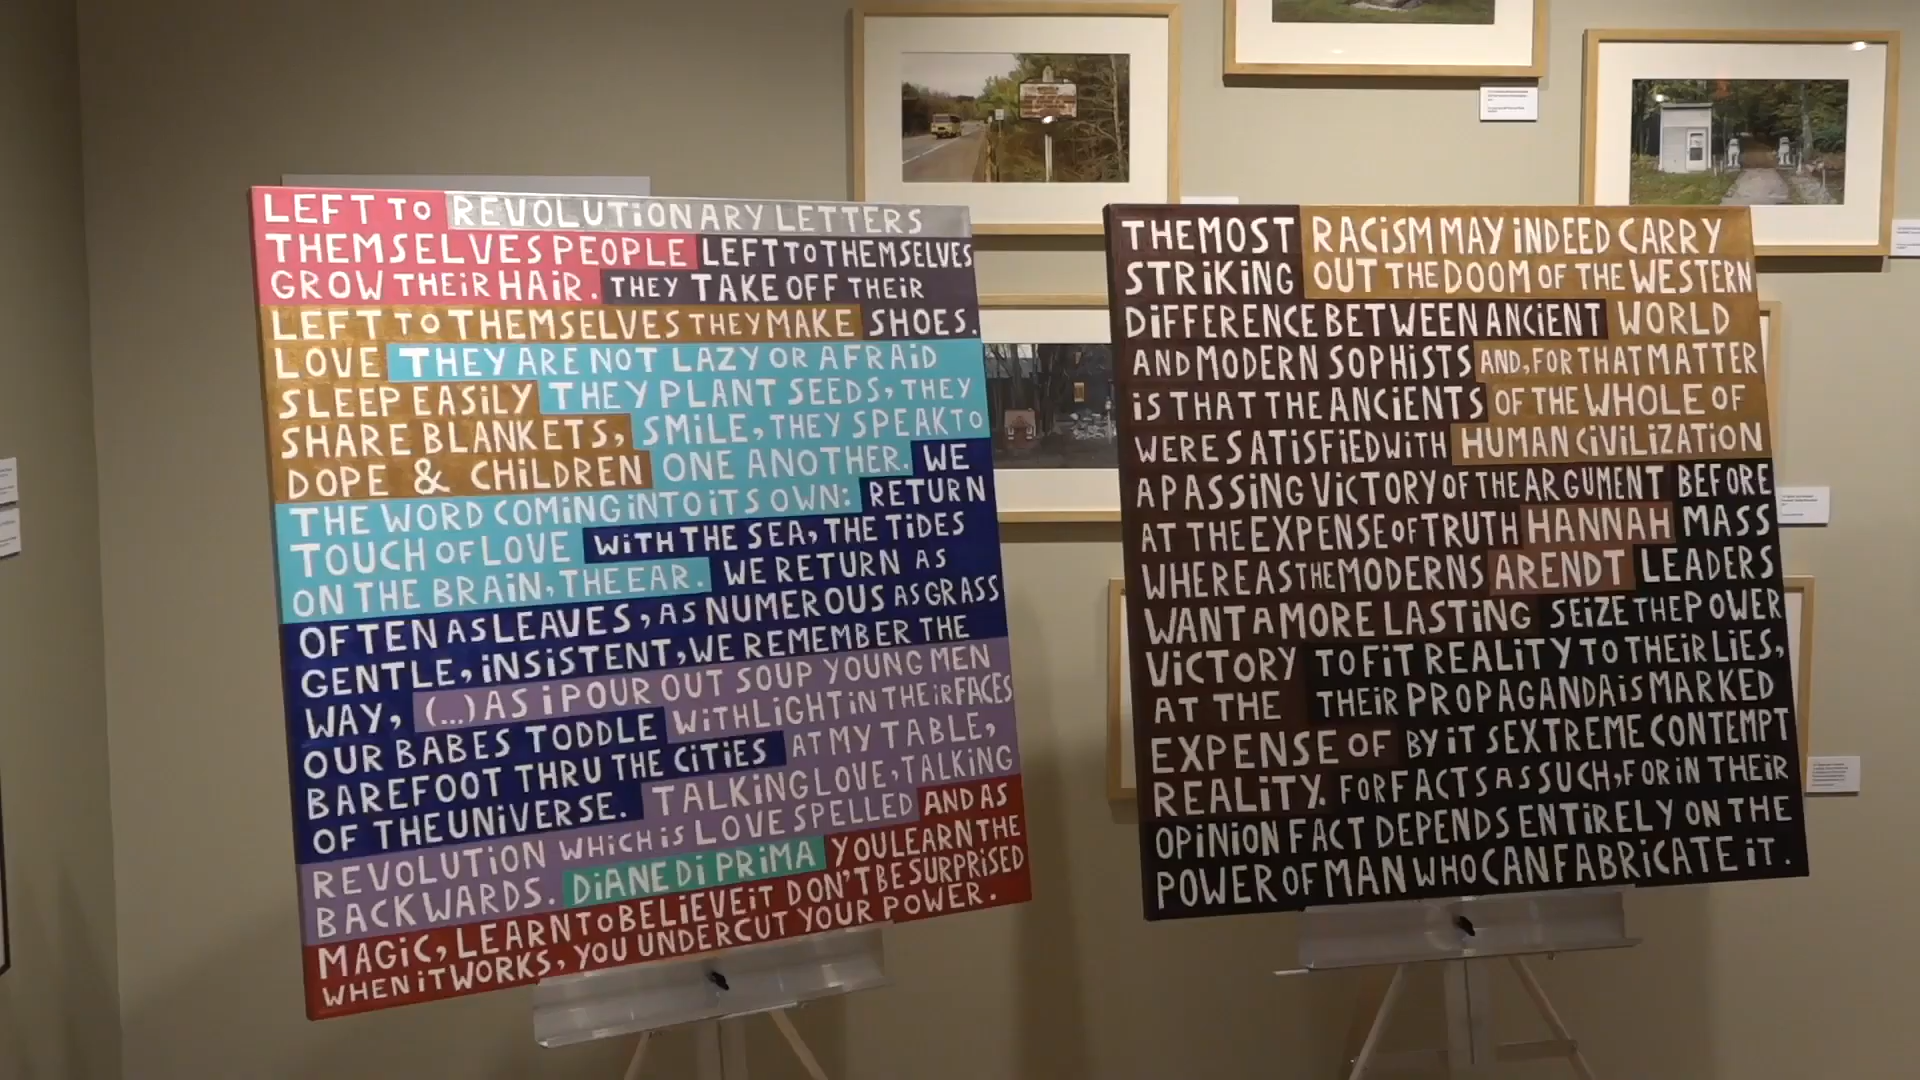 LEFT TO REVOLUTiONARY LETTERS
THEMSELVES PEOPLE LEFT TO THEMSELVES
GROW THEiR HAiR. THEY TAKE OFF THEiR
LEFT TO THEMSELVES THEY MAKE SHOES.
LOVE THEY ARE NOT LAZY OR AFRAiD
SLEEP EASiLY THEY PLANT SEEDS, THEY
SHARE BLANKETS, SMiLE, THEY SPEAK TO
DOPE & CHiLDREN ONE ANOTHER. WE
THE WORD COMiNG iNTO iTS OWN: RETURN
TOUCH OF LOVE WiTH THE SEA, THE TiDES
ON THE BRAiN, THE EAR. WE RETURN AS
OFTEN AS LEAVES, AS NUMEROUS AS GRASS
GENTLE, iNSiSTENT, WE REMEMBER THE
WAY, (...) AS i POUR OUT SOUP YOUNG MEN
OUR BABES TODDLE WiTH LiGHT iN THEiR FACES
BAREFOOT THRU THE CiTiES AT MY TABLE,
OF THE UNiVERSE. TALKiNG LOVE, TALKiNG
REVOLUTiON WHiCH iS LOVE SPELLED AND AS
BACKWARDS. DiANE Di PRiMA YOU LEARN THE
MAGiC, LEARN TO BELiEVE iT DON'T BE SURPRiSED
WHEN iT WORKS, YOU UNDERCUT YOUR POWER.
THE MOST RACiSM MAY iNDEED CARRY
STRiKiNG OUT THE DOOM OF THE WESTERN
DiFFERENCE BETWEEN ANCiENT WORLD
AND MODERN SOPHiSTS AND, FOR THAT MATTER
iS THAT THE ANCiENTS OF THE WHOLE OF
WERE SATiSFiED WiTH HUMAN CiViLiZATiON
A PASSiNG ViCTORY OF THE ARGUMENT BEFORE
AT THE EXPENSE OF TRUTH HANNAH MASS
WHEREAS THE MODERNS ARENDT LEADERS
WANT A MORE LASTiNG SEiZE THE POWER
ViCTORY TO FiT REALiTY TO THEiR LiES,
AT THE THEiR PROPAGANDA iS MARKED
EXPENSE OF BY iTS EXTREME CONTEMPT
REALiTY. FOR FACTS AS SUCH, FOR iN THEiR
OPiNiON FACT DEPENDS ENTiRELY ON THE
POWER OF MAN WHO CAN FABRiCATE iT.